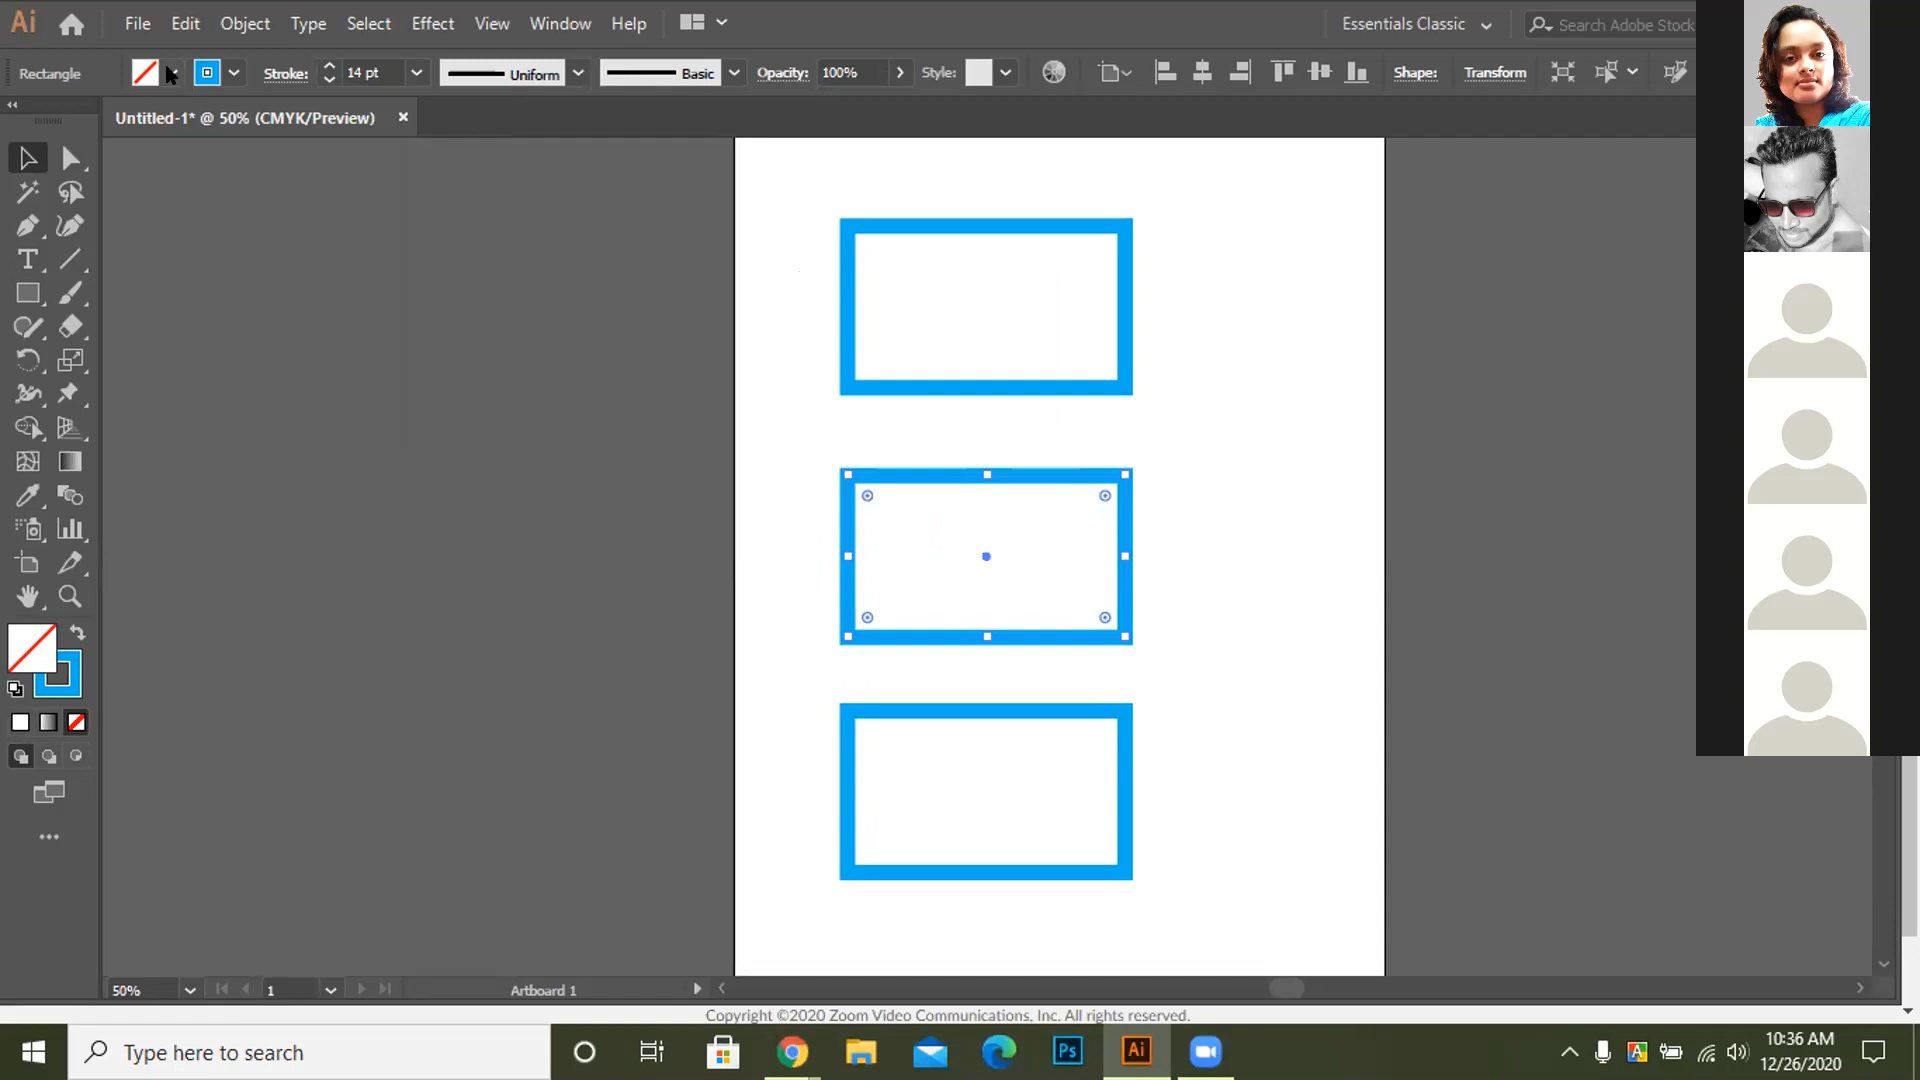 Ai File Edit Object Type Select Effect View Window Help Essentials Classic Search Adobe Stock
Rectangle Stroke: 14 pt Uniform Basic Opacity: 100% Style: Shape: Transform
Untitled-1* @ 50% (CMYK/Preview) ×
50% 1 Artboard 1
Copyright ©2020 Zoom Video Communications, Inc. All rights reserved.
Type here to search Ps Ai A 10:36 AM
12/26/2020